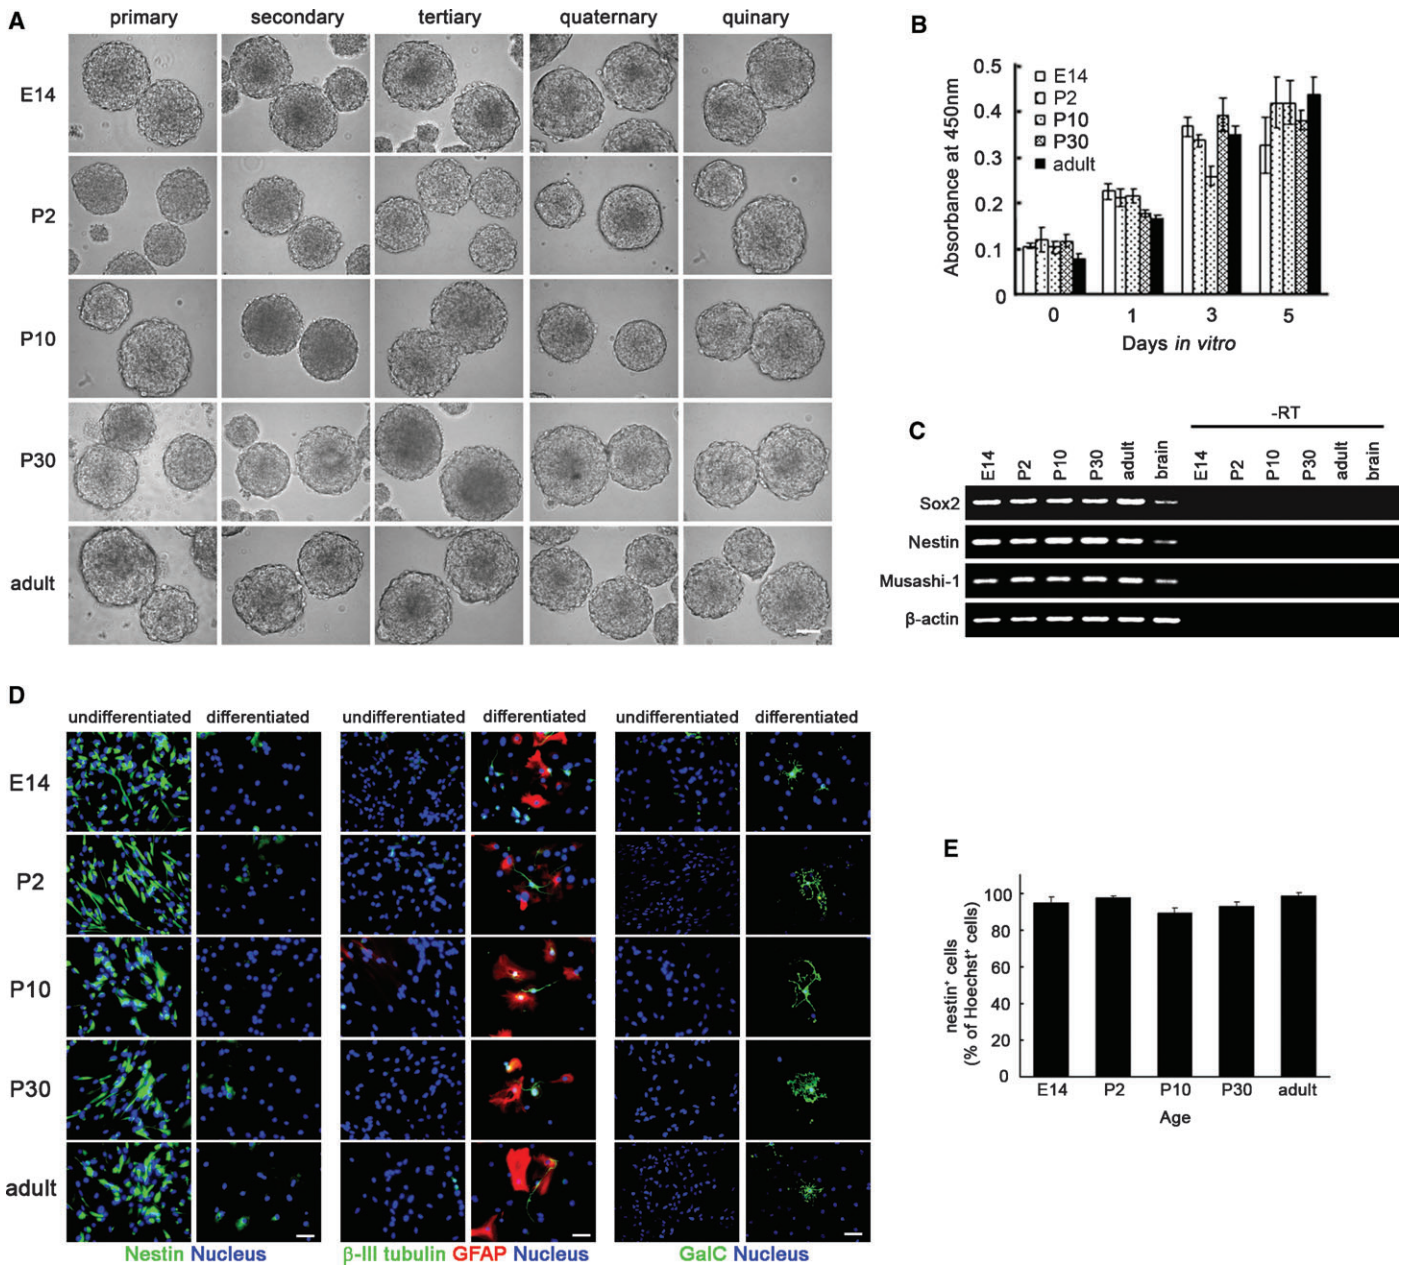 A
primary secondary tertiary quaternary quinary
E14
P2
P10
P30
adult
B
Absorbance at 450nm
0.5
0.4
0.3
0.2
0.1
0
E14
P2
P10
P30
adult
0 1 3 5
Days in vitro
C
-RT
E14 P2 P10 P30 adult brain E14 P2 P10 P30 adult brain
Sox2
Nestin
Musashi-1
β-actin
D
undifferentiated differentiated undifferentiated differentiated undifferentiated differentiated
E14
P2
P10
P30
adult
Nestin Nucleus β-III tubulin GFAP Nucleus GalC Nucleus
E
nestin⁺ cells
(% of Hoechst⁺ cells)
100
80
60
40
20
0
E14 P2 P10 P30 adult
Age